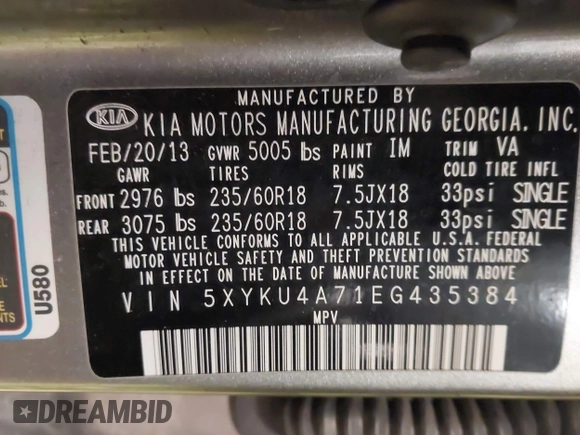 MANUFACTURED BY
KIA KIA MOTORS MANUFACTURING GEORGIA. INC.
FEB/20/13 GVWR 5005 lbs PAINT IM TRIM VA
GAWR TIRES RIMS COLD TIRE INFL
FRONT 2976 lbs 235/60R18 7.5JX18 33psi SINGLE
REAR 3075 lbs 235/60R18 7.5JX18 33psi SINGLE
THIS VEHICLE CONFORMS TO ALL APPLICABLE U.S.A. FEDERAL
MOTOR VEHICLE SAFETY AND THEFT PREVENTION STANDARDS
IN EFFECT ON THE DATE OF MANUFACTURE SHOWN ABOVE.
VIN 5XYKU4A71EG435384
MPV
U580
DREAMBID